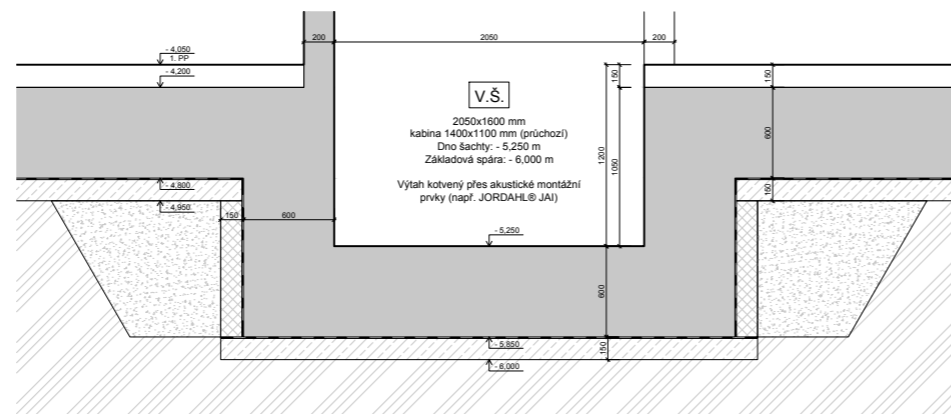 200
2050
200
- 4,050
1. PP
- 4,200
150
150
V.Š.
2050x1600 mm
kabina 1400x1100 mm (průchozí)
Dno šachty: - 5,250 m
Základová spára: - 6,000 m
1200
1050
600
Výtah kotvený přes akustické montážní
prvky (např. JORDAHL® JAI)
- 4,800
150
- 4,950
150
600
- 5,250
600
- 5,850
150
- 6,000